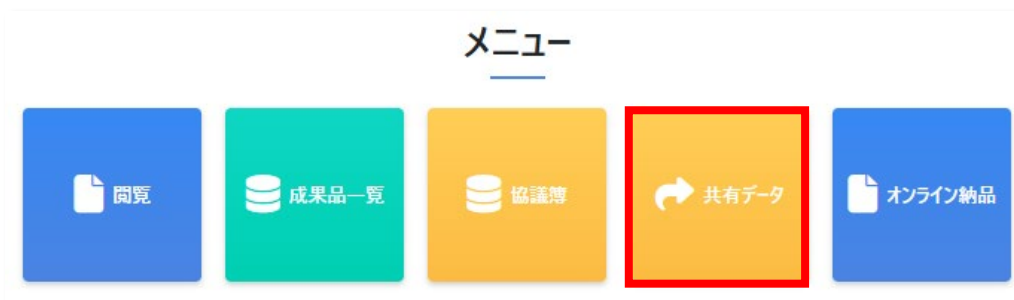 メニュー
閲覧
成果品一覧
協議簿
共有データ
オンライン納品